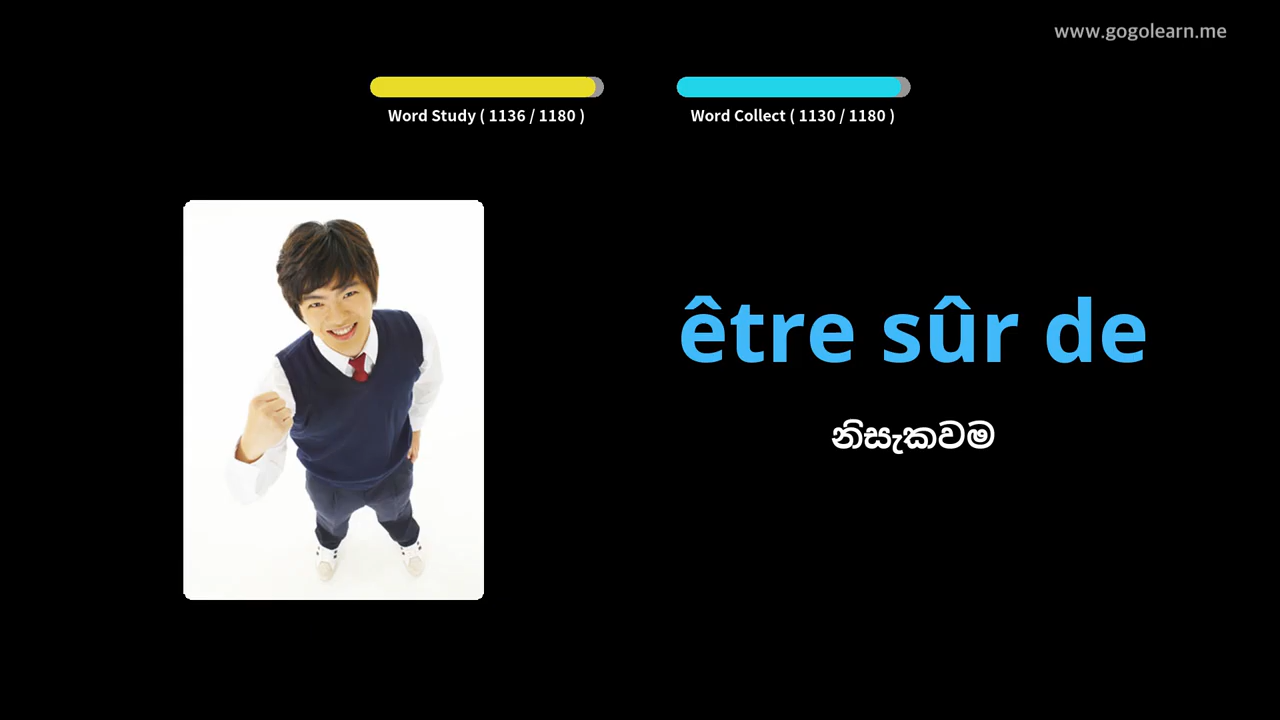 www.gogolearn.me
Word Study ( 1136 / 1180 )
Word Collect ( 1130 / 1180 )
être sûr de
නිසැකවම